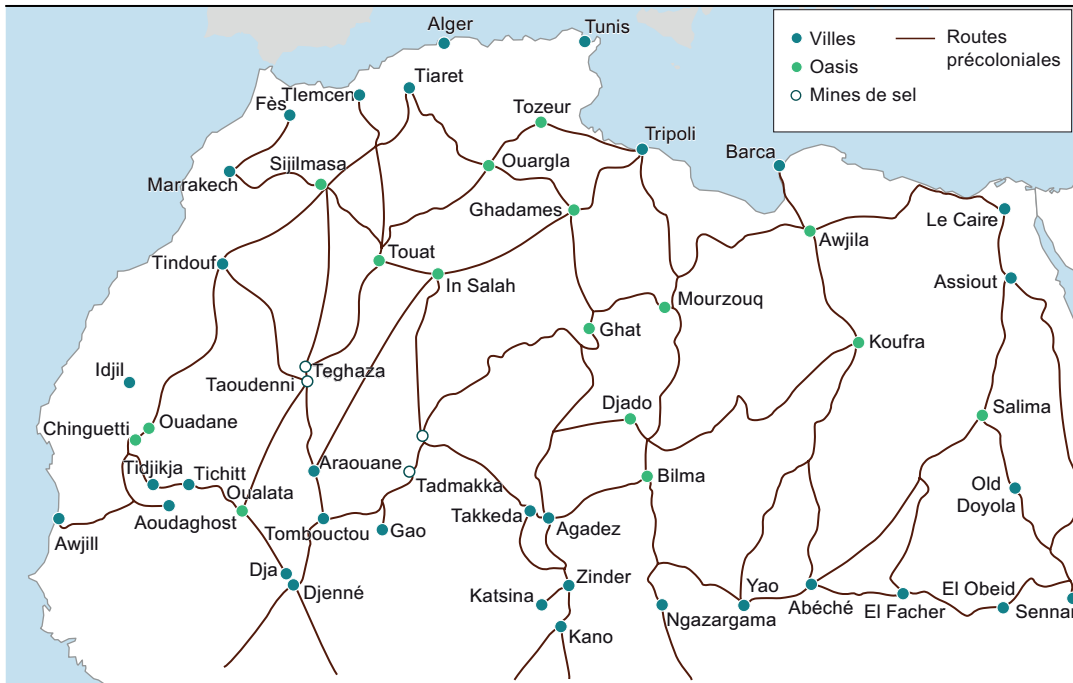 Alger
Tunis
Villes
Oasis
Mines de sel
Routes
précoloniales
Tiaret
Tlemcen
Fès
Tozeur
Tripoli
Barca
Ouargla
Sijilmasa
Marrakech
Ghadames
Le Caire
Awjila
Touat
Tindouf
In Salah
Assiout
Mourzouq
Ghat
Koufra
Teghaza
Idjil
Taoudenni
Djado
Salima
Ouadane
Chinguetti
Araouane
Tidjikja
Tichitt
Tadmakka
Bilma
Oualata
Old
Doyola
Aoudaghost
Takkeda
Awjill
Tombouctou
Gao
Agadez
Dja
Zinder
Djenné
Katsina
Yao
El Obeid
Ngazargama
Abéché
El Facher
Sennar
Kano